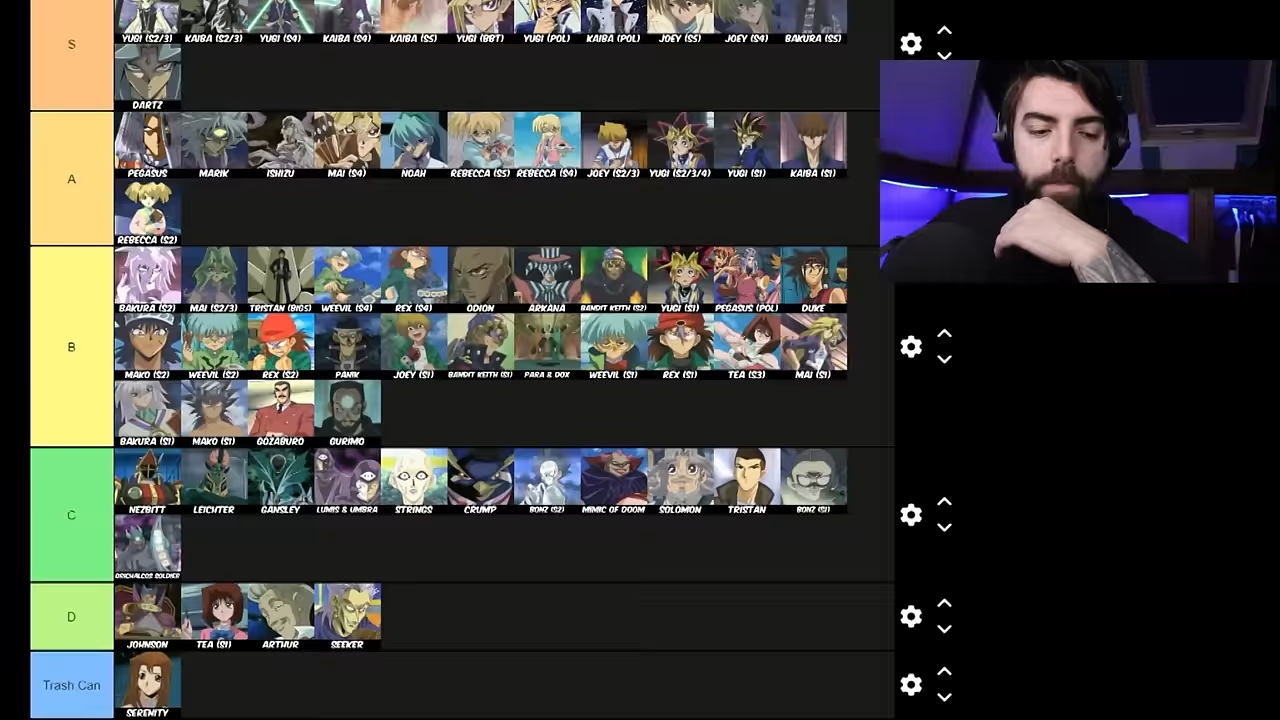 S
YUGI (S2/3) KAIBA (S2/3) YUGI (S4) KAIBA (S4) KAIBA (S5) YUGI (BBT) YUGI (POL) KAIBA (POL) JOEY (S5) JOEY (S4) BAKURA (S5)
DARTZ
A
PEGASUS MARIK ISHIZU MAI (S4) NOAH REBECCA (S5) REBECCA (S4) JOEY (S2/3) YUGI (S2/3/4) YUGI (S1) KAIBA (S1)
REBECCA (S2)
B
BAKURA (S2) MAI (S2/3) TRISTAN (BIG5) WEEVIL (S4) REX (S4) ODION ARKANA BANDIT KEITH (S2) YUGI (S1) PEGASUS (POL) DUKE
MAKO (S2) WEEVIL (S2) REX (S2) PANIK JOEY (S1) BANDIT KEITH (S1) PARA & DOX WEEVIL (S1) REX (S1) TEA (S3) MAI (S1)
BAKURA (S1) MAKO (S1) GOZABURO GURIMO
C
NEZBITT LEICHTER GANSLEY LUMIS & UMBRA STRINGS CRUMP BONZ (S2) MIMIC OF DOOM SOLOMON TRISTAN BONZ (S1)
ORICHALCOS SOLDIER
D
JOHNSON TEA (S1) ARTHUR SEEKER
Trash Can
SERENITY